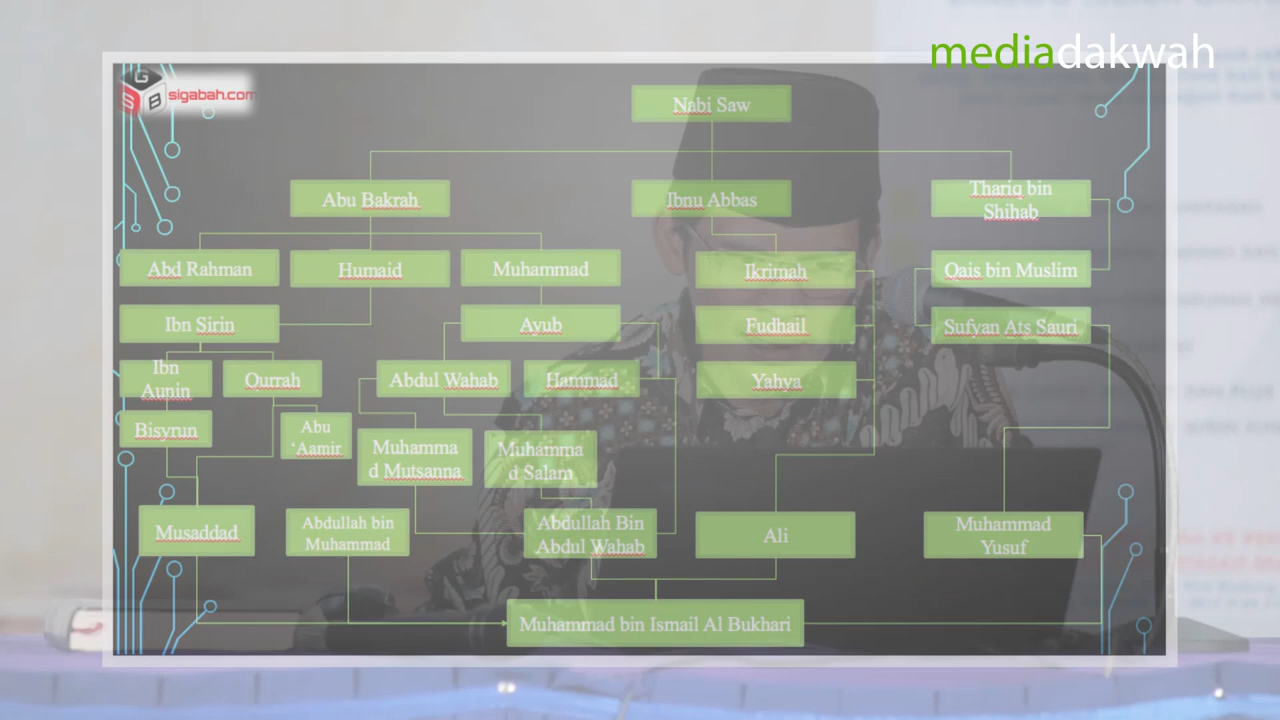 mediadakwah
G
S B sigabah.com
Nabi Saw
Abu Bakrah
Ibnu Abbas
Thariq bin
Shihab
Abd Rahman
Humaid
Muhammad
Ikrimah
Qais bin Muslim
Ibn Sirin
Ayub
Fudhail
Sufyan Ats Sauri
Ibn
Aunin
Qurrah
Abdul Wahab
Hammad
Yahya
Bisyrun
Abu
‘Aamir
Muhamma
d Mutsanna
Muhamma
d Salam
Musaddad
Abdullah bin
Muhammad
Abdullah Bin
Abdul Wahab
Ali
Muhammad
Yusuf
Muhammad bin Ismail Al Bukhari